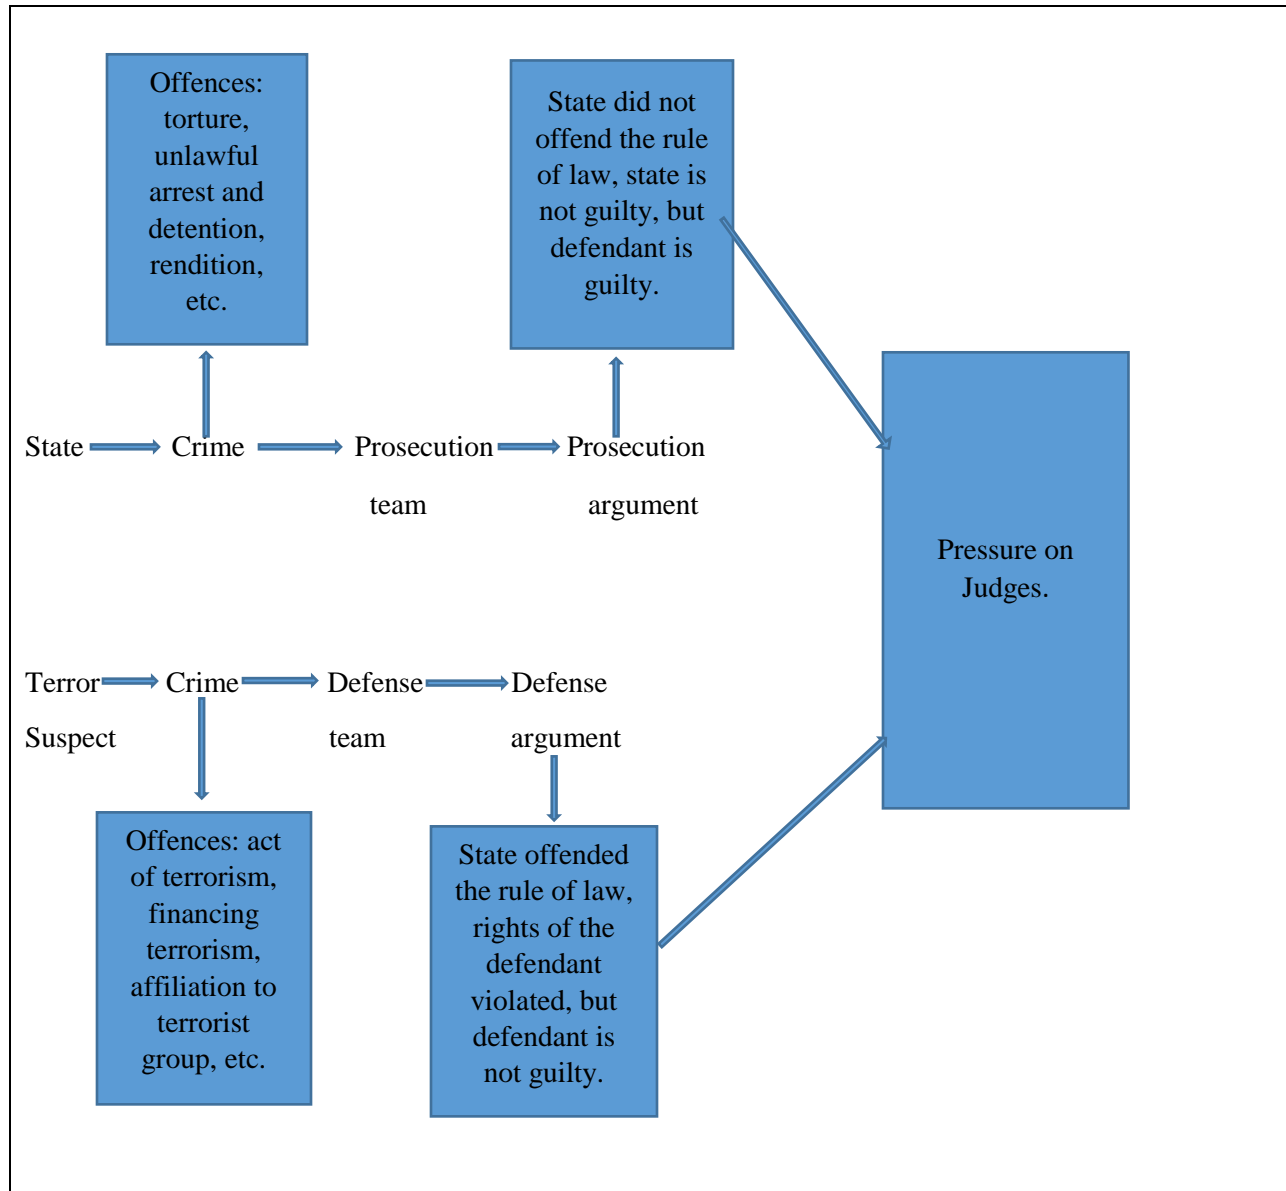 Offences:
torture,
unlawful
arrest and
detention,
rendition,
etc.
State did not
offend the rule
of law, state is
not guilty, but
defendant is
guilty.
State Crime Prosecution Prosecution
team argument
Pressure on
Judges.
Terror Crime Defense Defense
Suspect team argument
Offences: act
of terrorism,
financing
terrorism,
affiliation to
terrorist
group, etc.
State offended
the rule of law,
rights of the
defendant
violated, but
defendant is
not guilty.